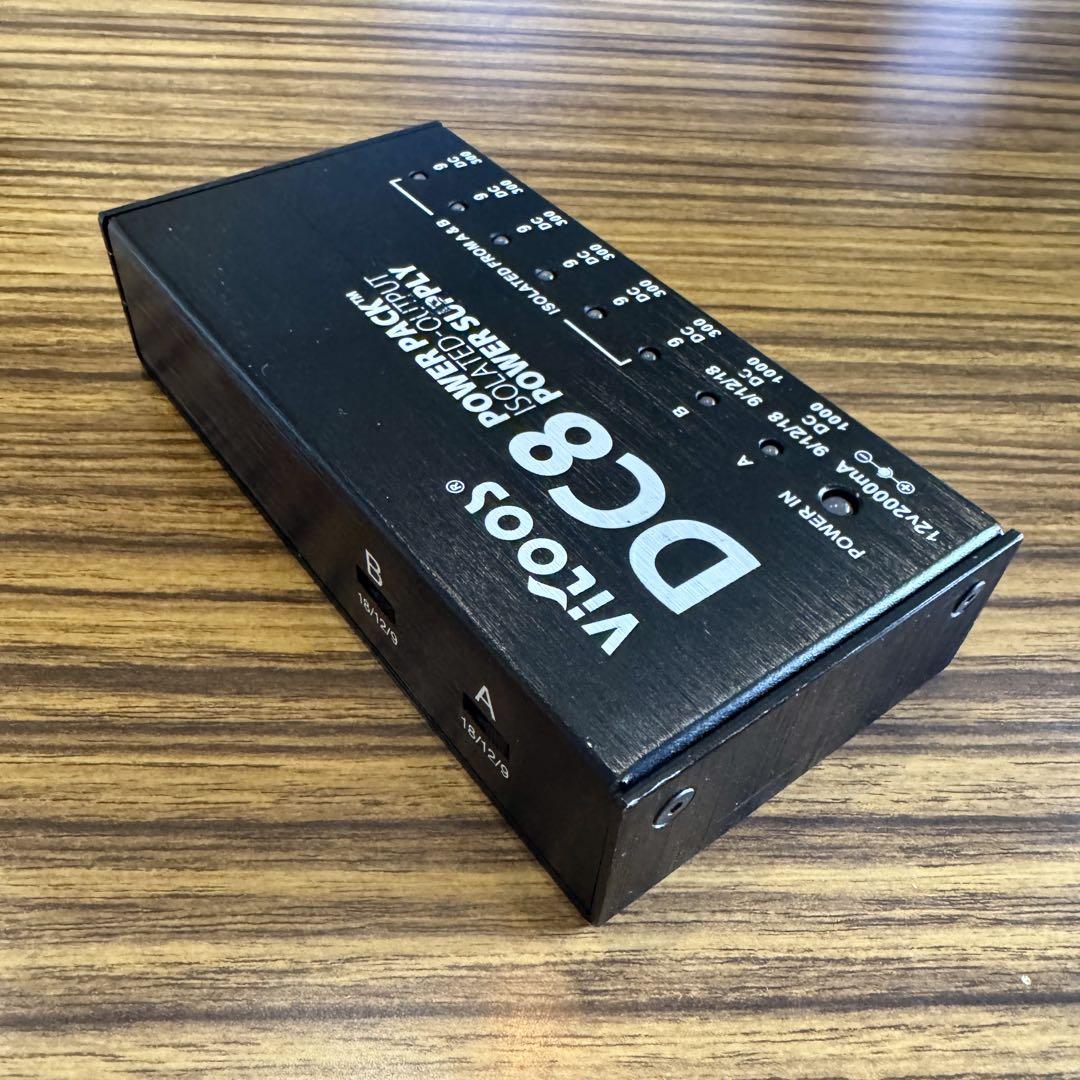 ViTOOS®
DC8 POWER PACK™
ISOLATED-OUTPUT
POWER SUPPLY
ISOLATED FROM A & B
9
DC
300
9
DC
300
9
DC
300
9
DC
300
9
DC
300
9
DC
300
B
9/12/18
DC
1000
A
9/12/18
DC
1000
POWER IN
12v2000mA
B
18/12/9
A
18/12/9